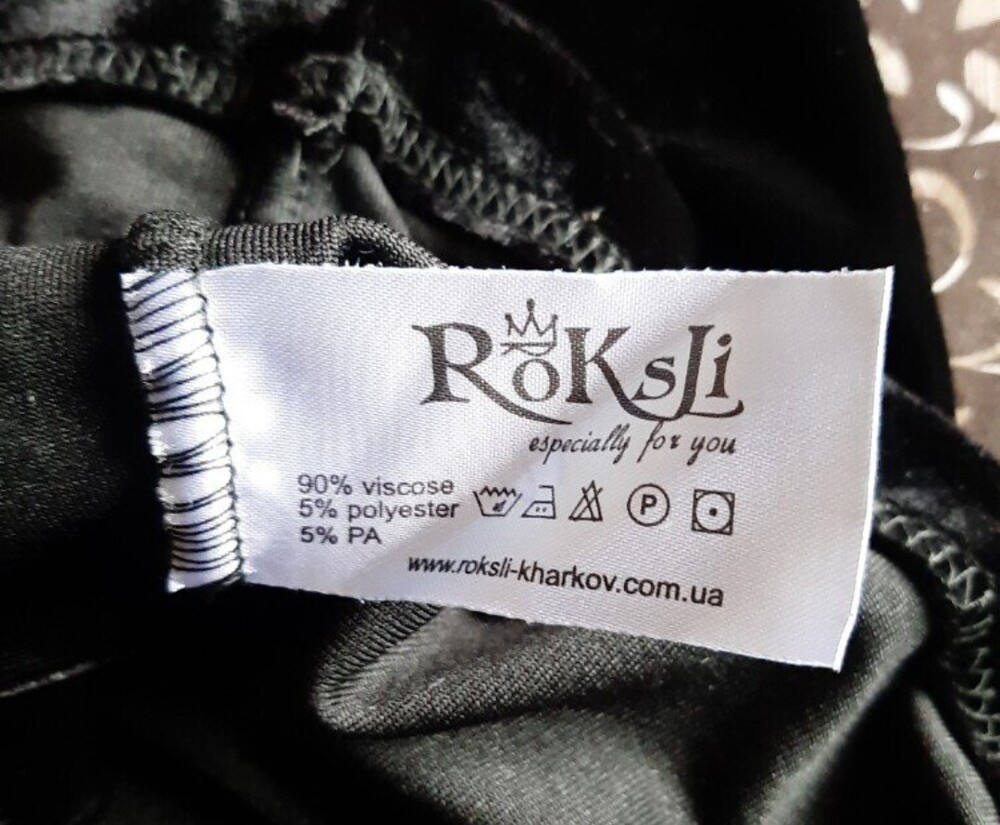 RoKsLi
especially for you
90% viscose
5% polyester
5% PA
P
www.roksli-kharkov.com.ua